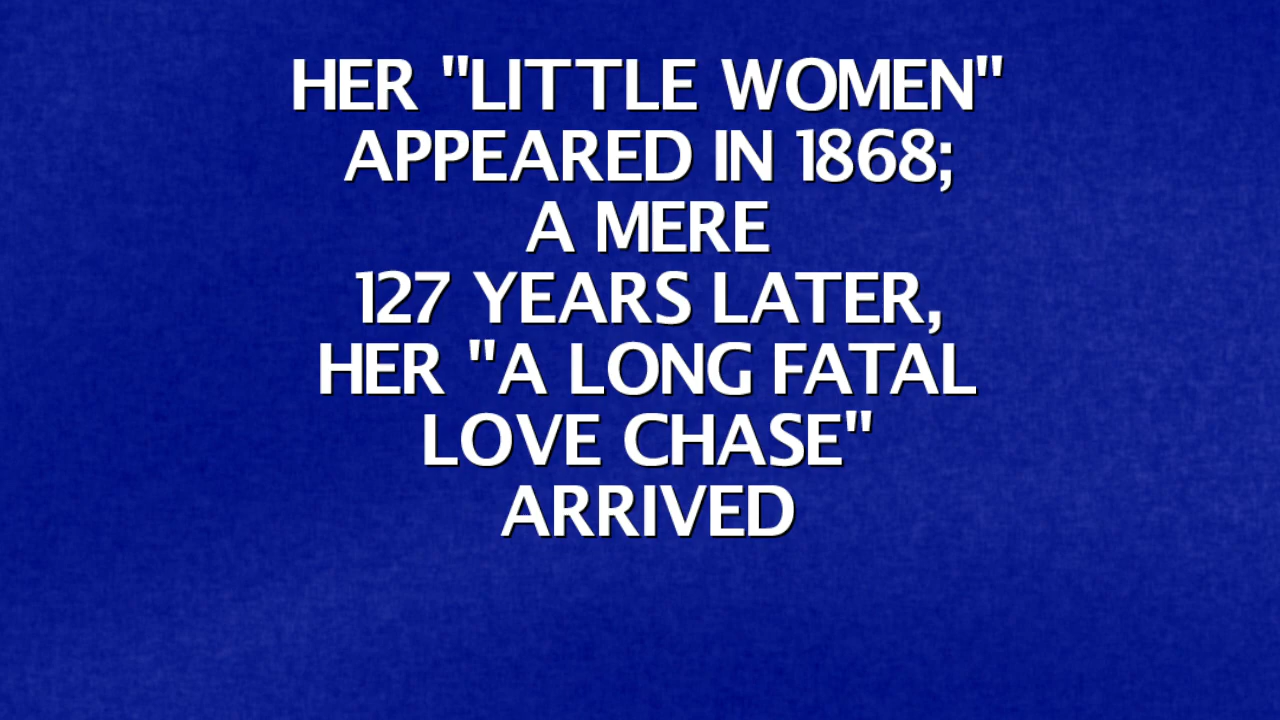 HER "LITTLE WOMEN"
APPEARED IN 1868;
A MERE
127 YEARS LATER,
HER "A LONG FATAL
LOVE CHASE"
ARRIVED